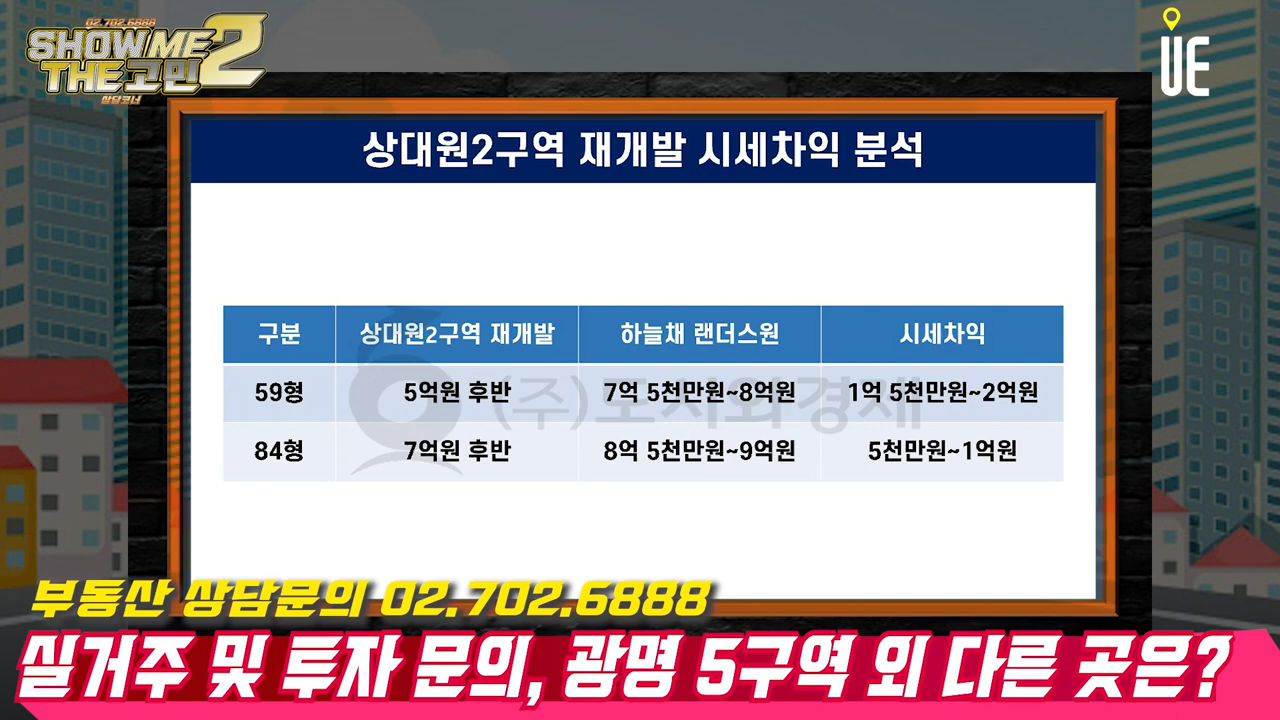 02.702.6888
SHOW ME
THE고민2
상담코너
UE
상대원2구역 재개발 시세차익 분석
구분 상대원2구역 재개발 하늘채 랜더스원 시세차익
59형 5억원 후반 7억 5천만원~8억원 1억 5천만원~2억원
84형 7억원 후반 8억 5천만원~9억원 5천만원~1억원
(주)도시와경제
부동산 상담문의 02.702.6888
실거주 및 투자 문의, 광명 5구역 외 다른 곳은?